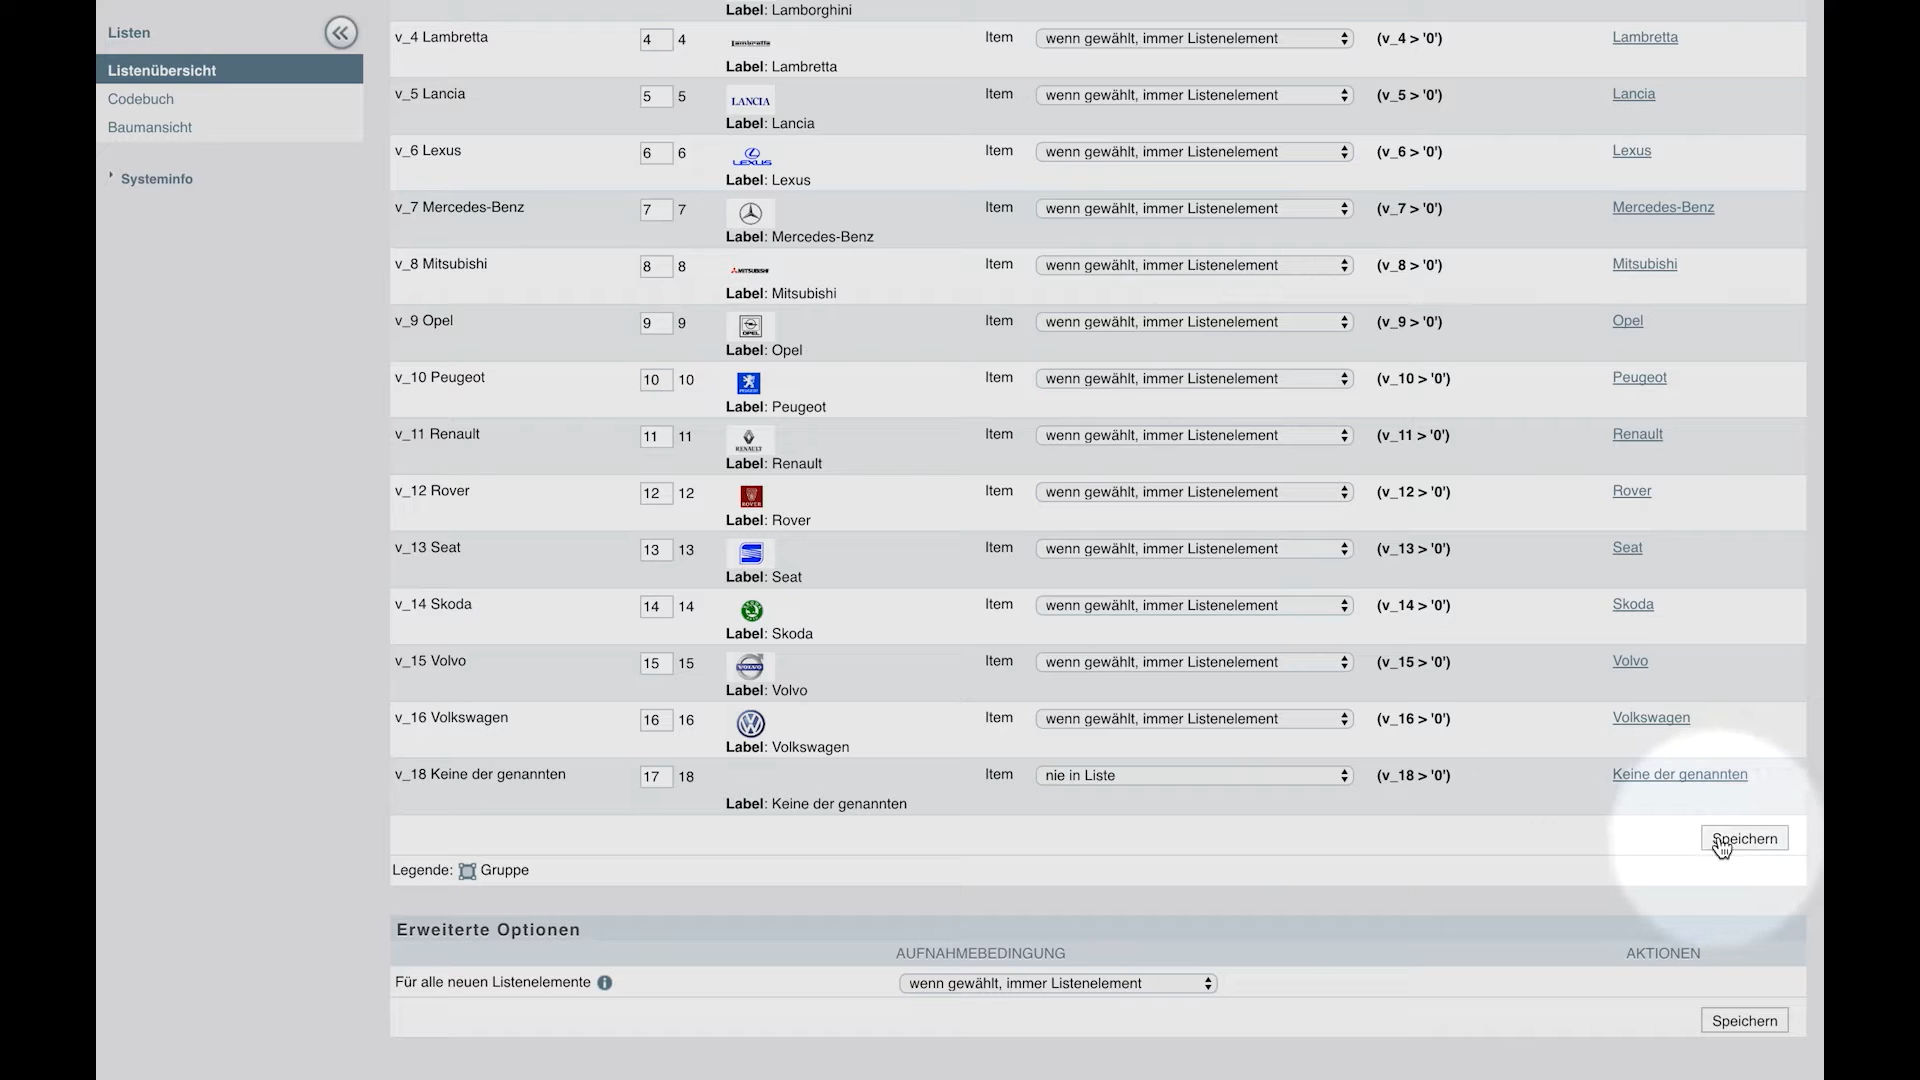 Listen
Listenübersicht
Codebuch
Baumansicht
Systeminfo
Label: Lamborghini
v_4 Lambretta 4 4 Lambretta Item wenn gewählt, immer Listenelement (v_4 > '0') Lambretta
Label: Lambretta
v_5 Lancia 5 5 LANCIA Item wenn gewählt, immer Listenelement (v_5 > '0') Lancia
Label: Lancia
v_6 Lexus 6 6 LEXUS Item wenn gewählt, immer Listenelement (v_6 > '0') Lexus
Label: Lexus
v_7 Mercedes-Benz 7 7 Item wenn gewählt, immer Listenelement (v_7 > '0') Mercedes-Benz
Label: Mercedes-Benz
v_8 Mitsubishi 8 8 MITSUBISHI Item wenn gewählt, immer Listenelement (v_8 > '0') Mitsubishi
Label: Mitsubishi
v_9 Opel 9 9 OPEL Item wenn gewählt, immer Listenelement (v_9 > '0') Opel
Label: Opel
v_10 Peugeot 10 10 PEUGEOT Item wenn gewählt, immer Listenelement (v_10 > '0') Peugeot
Label: Peugeot
v_11 Renault 11 11 RENAULT Item wenn gewählt, immer Listenelement (v_11 > '0') Renault
Label: Renault
v_12 Rover 12 12 ROVER Item wenn gewählt, immer Listenelement (v_12 > '0') Rover
Label: Rover
v_13 Seat 13 13 Item wenn gewählt, immer Listenelement (v_13 > '0') Seat
Label: Seat
v_14 Skoda 14 14 Item wenn gewählt, immer Listenelement (v_14 > '0') Skoda
Label: Skoda
v_15 Volvo 15 15 VOLVO Item wenn gewählt, immer Listenelement (v_15 > '0') Volvo
Label: Volvo
v_16 Volkswagen 16 16 Item wenn gewählt, immer Listenelement (v_16 > '0') Volkswagen
Label: Volkswagen
v_18 Keine der genannten 17 18 Item nie in Liste (v_18 > '0') Keine der genannten
Label: Keine der genannten
Speichern
Legende: Gruppe
Erweiterte Optionen
AUFNAHMEBEDINGUNG AKTIONEN
Für alle neuen Listenelemente wenn gewählt, immer Listenelement
Speichern